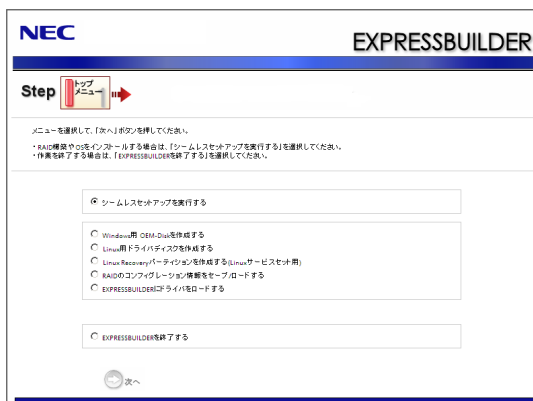 NEC
EXPRESSBUILDER
Step
トップ
メニュー
メニューを選択して、「次へ」ボタンを押してください。
・RAID構築やOSをインストールする場合は、「シームレスセットアップを実行する」を選択してください。
・作業を終了する場合は、「EXPRESSBUILDERを終了する」を選択してください。
シームレスセットアップを実行する
Windows用 OEM-Diskを作成する
Linux用ドライバディスクを作成する
Linux Recoveryパーティションを作成する(Linuxサービスセット用)
RAIDのコンフィグレーション情報をセーブ/ロードする
EXPRESSBUILDERにドライバをロードする
EXPRESSBUILDERを終了する
次へ